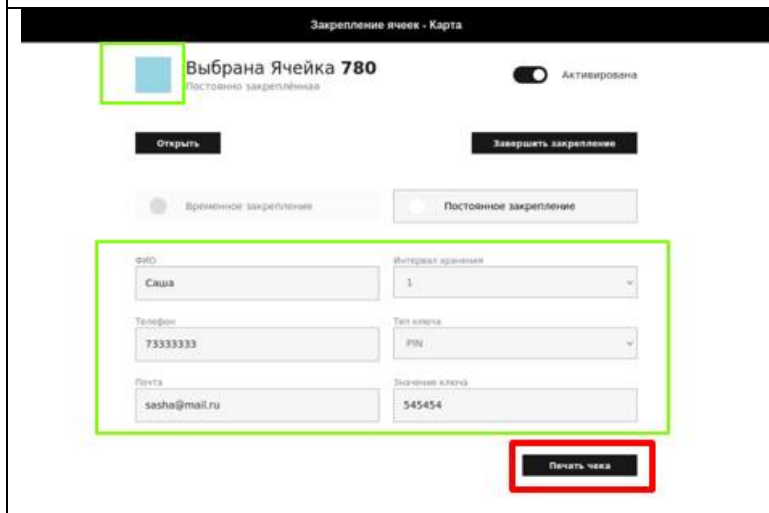 Закрепление ячеек - Карта
Выбрана Ячейка 780
Постоянно закреплённая
Активирована
Открыть
Завершить закрепление
Временное закрепление
Постоянное закрепление
ФИО
Интервал хранения
Саша
1
Телефон
Тип ключа
73333333
PIN
Почта
Значение ключа
sasha@mail.ru
545454
Печать чека